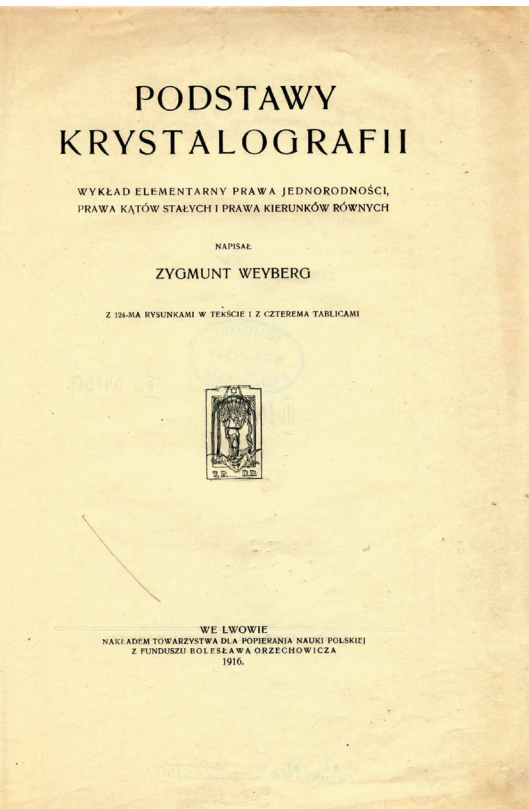 PODSTAWY
KRYSTALOGRAFII
WYKŁAD ELEMENTARNY PRAWA JEDNORODNOŚCI,
PRAWA KĄTÓW STAŁYCH I PRAWA KIERUNKÓW RÓWNYCH
NAPISAŁ
ZYGMUNT WEYBERG
Z 124-MA RYSUNKAMI W TEKŚCIE I Z CZTEREMA TABLICAMI
WE LWOWIE
NAKŁADEM TOWARZYSTWA DLA POPIERANIA NAUKI POLSKIEJ
Z FUNDUSZU BOLESŁAWA ORZECHOWICZA
1916.